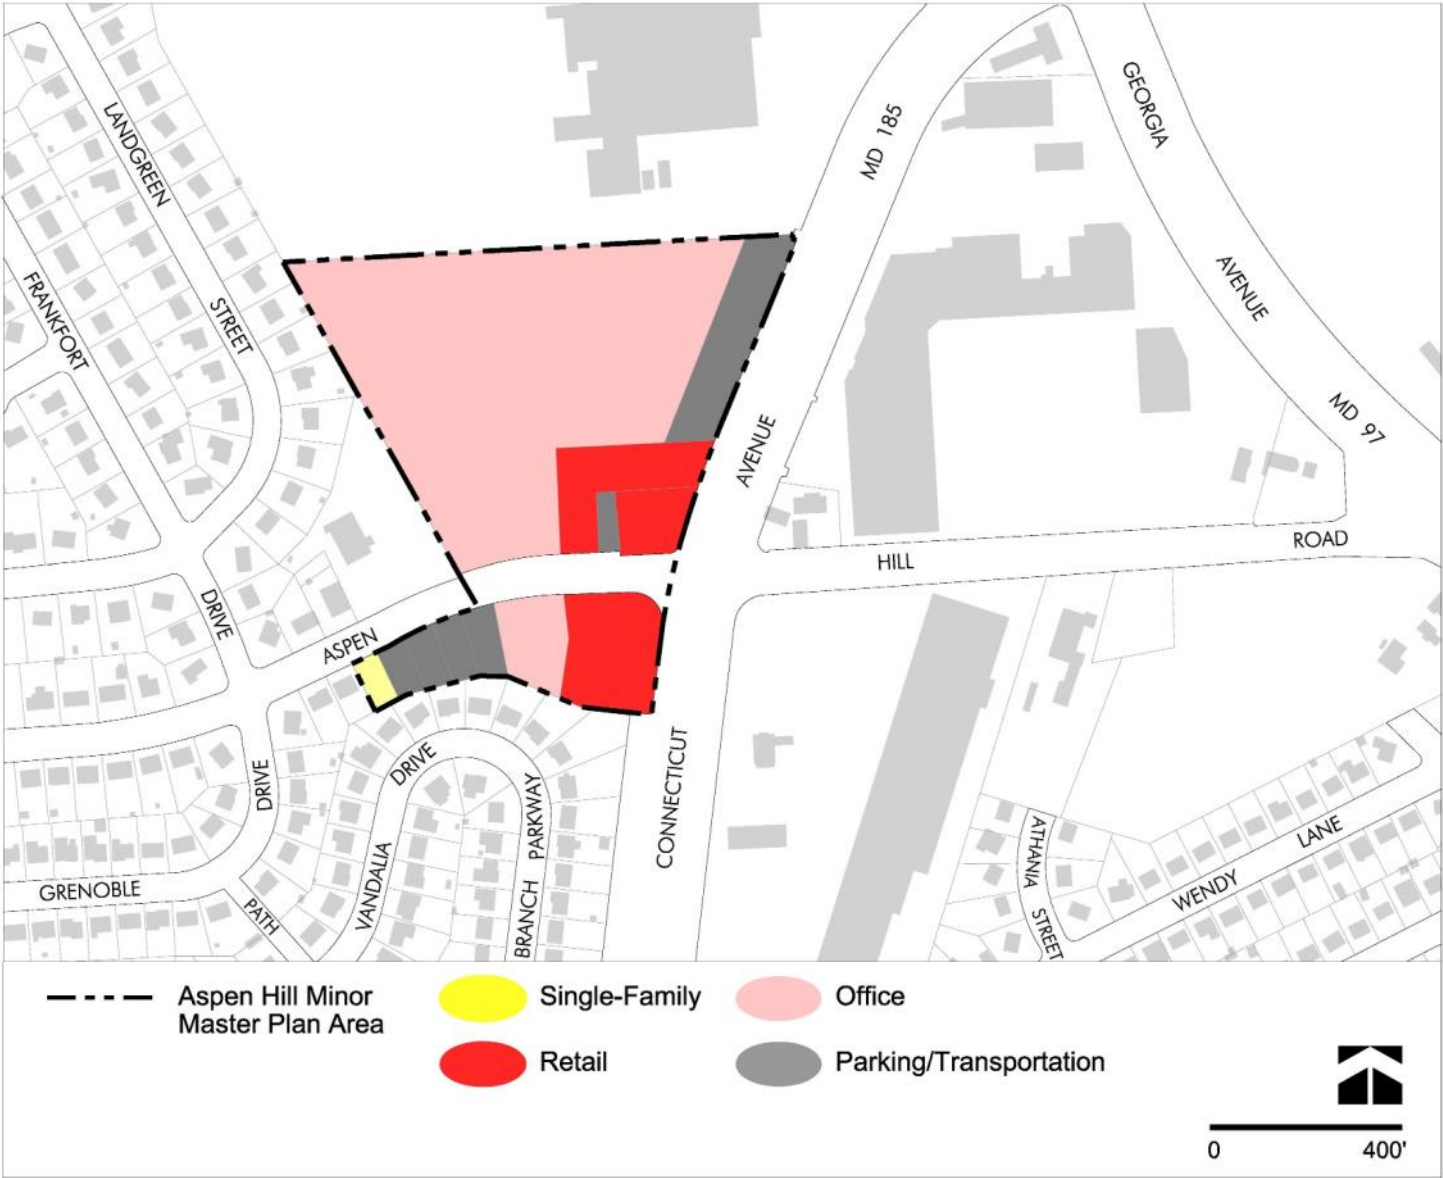 LANDGREEN
STREET
FRANKFORT
DRIVE
MD 185
GEORGIA
AVENUE
MD 97
AVENUE
HILL
ROAD
ASPEN
DRIVE
DRIVE
VANDALIA
BRANCH PARKWAY
CONNECTICUT
GRENOBLE
PATH
ATHANIA
STREET
WENDY
LANE
Aspen Hill Minor
Master Plan Area
Single-Family
Office
Retail
Parking/Transportation
0 400'